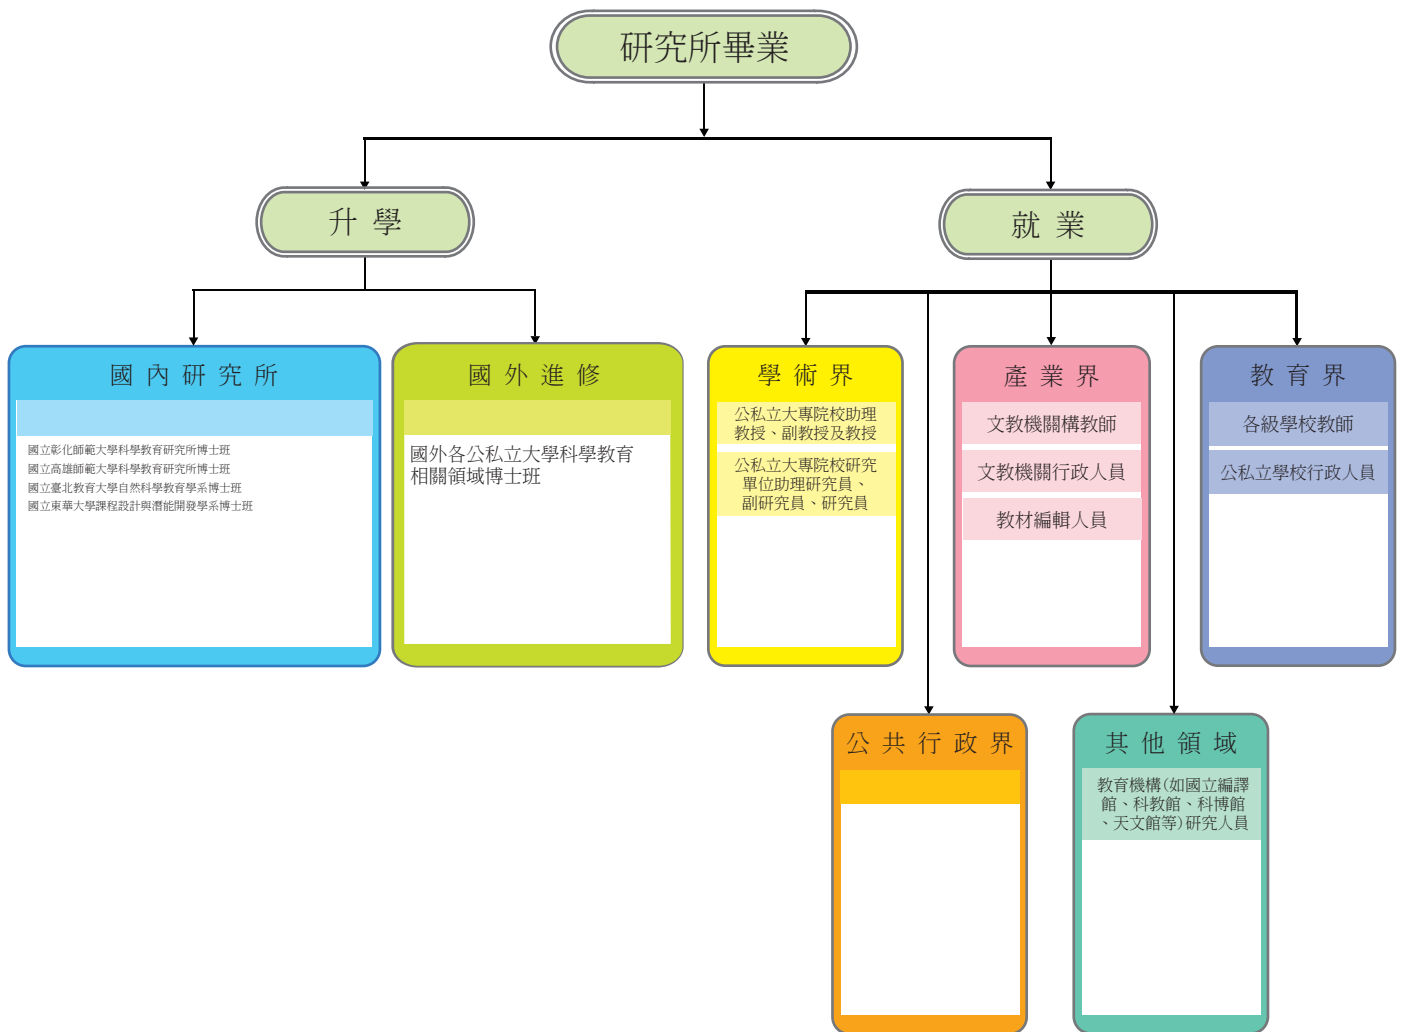 研究所畢業
升學
就業
國內研究所
國立彰化師範大學科學教育研究所博士班
國立高雄師範大學科學教育研究所博士班
國立臺北教育大學自然科學教育學系博士班
國立東華大學課程設計與潛能開發學系博士班
國外進修
國外各公私立大學科學教育
相關領域博士班
學術界
公私立大專院校助理
教授、副教授及教授
公私立大專院校研究
單位助理研究員、
副研究員、研究員
產業界
文教機關構教師
文教機關行政人員
教材編輯人員
教育界
各級學校教師
公私立學校行政人員
公共行政界
其他領域
教育機構(如國立編譯
館、科教館、科博館
、天文館等)研究人員